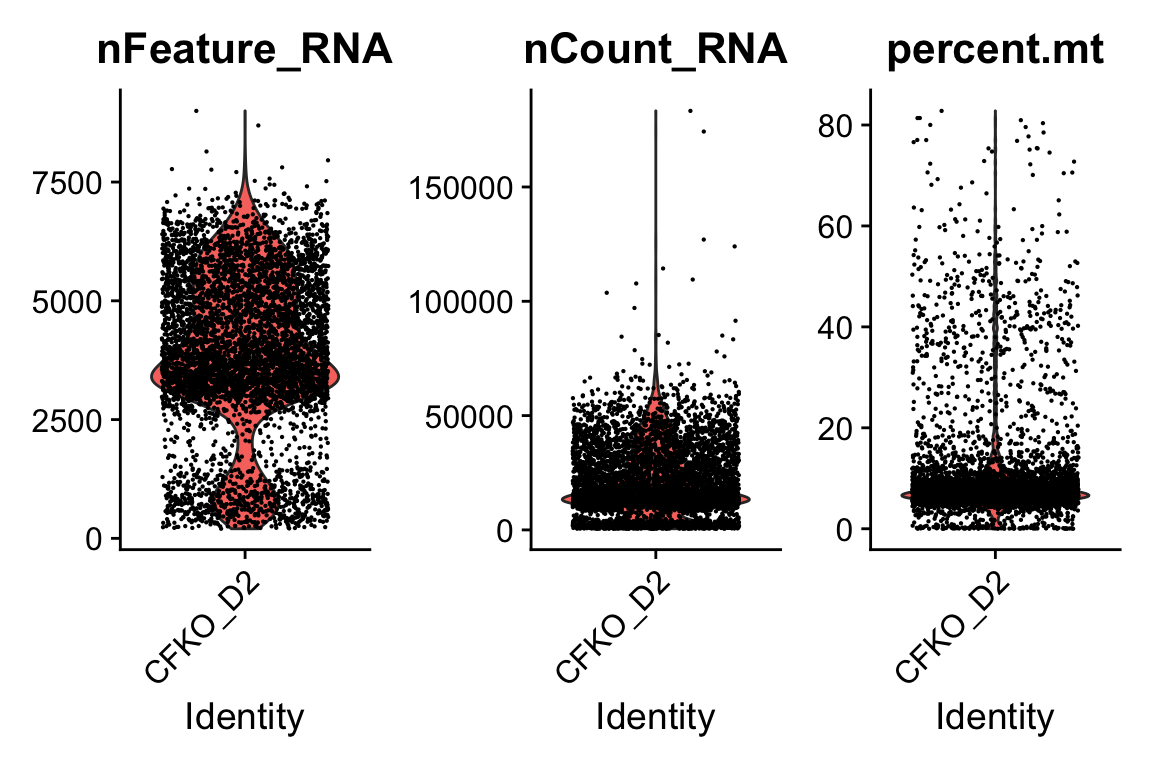 nFeature_RNA
7500
5000
2500
0
CFKO_D2
Identity
nCount_RNA
150000
100000
50000
0
CFKO_D2
Identity
percent.mt
80
60
40
20
0
CFKO_D2
Identity